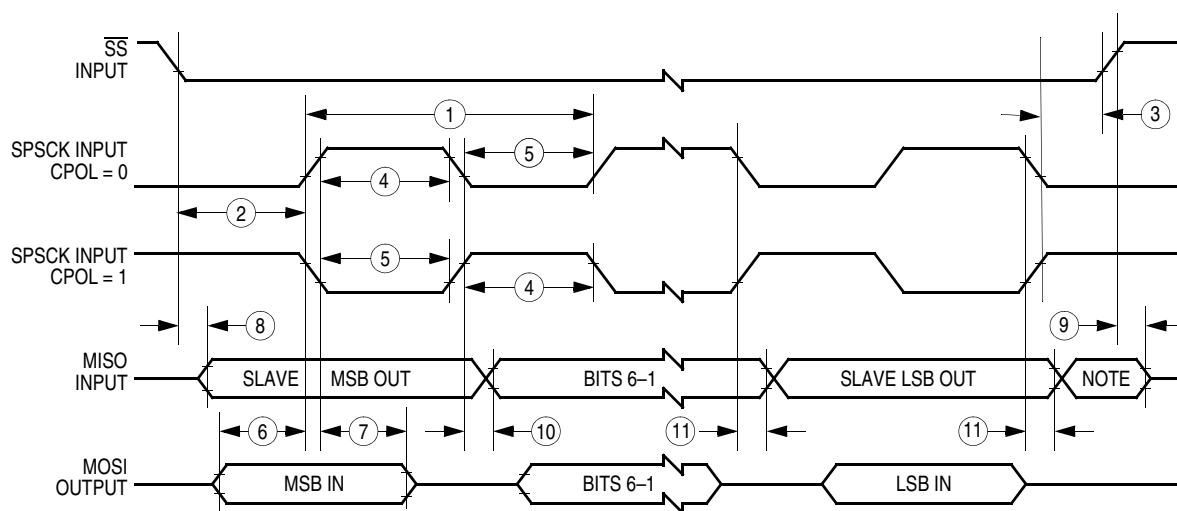 S̅S̅
INPUT
1
3
SPSCK INPUT
CPOL = 0
5
4
2
SPSCK INPUT
CPOL = 1
5
4
8
9
MISO
INPUT
SLAVE MSB OUT
BITS 6–1
SLAVE LSB OUT
NOTE
6
7
10
11
11
MOSI
OUTPUT
MSB IN
BITS 6–1
LSB IN